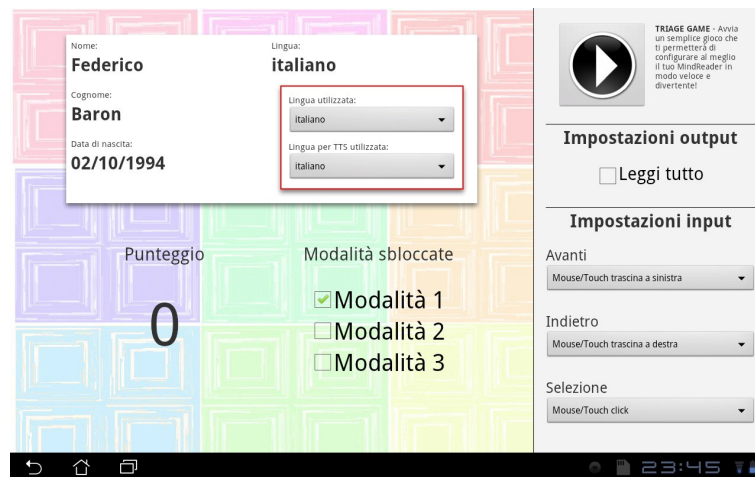 Nome:
Federico
Cognome:
Baron
Data di nascita:
02/10/1994
Lingua:
italiano
Lingua utilizzata:
italiano
Lingua per TTS utilizzata:
italiano
Punteggio
0
Modalità sbloccate
Modalità 1
Modalità 2
Modalità 3
TRIAGE GAME - Avvia
un semplice gioco che
ti permetterà di
configurare al meglio
il tuo MindReader in
modo veloce e
divertente!
Impostazioni output
Leggi tutto
Impostazioni input
Avanti
Mouse/Touch trascina a sinistra
Indietro
Mouse/Touch trascina a destra
Selezione
Mouse/Touch click
23:45